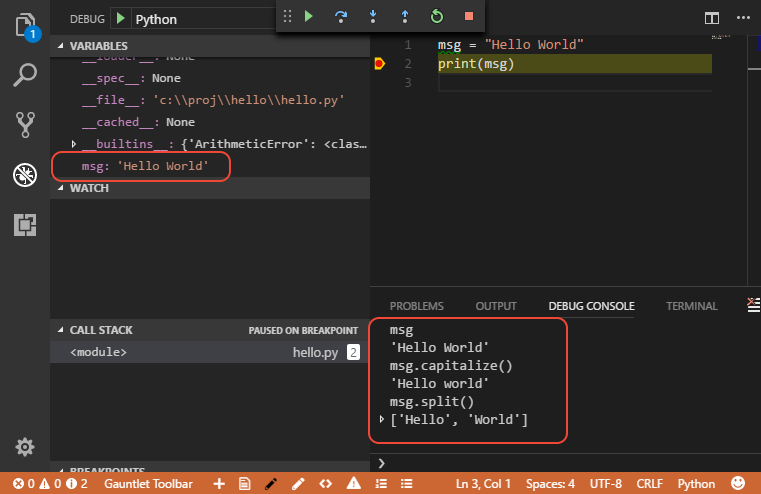 DEBUG Python
VARIABLES
__loader__: None
__spec__: None
__file__: 'c:\\proj\\hello\\hello.py'
__cached__: None
__builtins__: {'ArithmeticError': <clas…
msg: 'Hello World'
WATCH
CALL STACK PAUSED ON BREAKPOINT
<module> hello.py 2
BREAKPOINTS
1
1 msg = "Hello World"
2 print(msg)
3
PROBLEMS OUTPUT DEBUG CONSOLE TERMINAL
msg
'Hello World'
msg.capitalize()
'Hello world'
msg.split()
['Hello', 'World']
0 0 2 Gauntlet Toolbar Ln 3, Col 1 Spaces: 4 UTF-8 CRLF Python